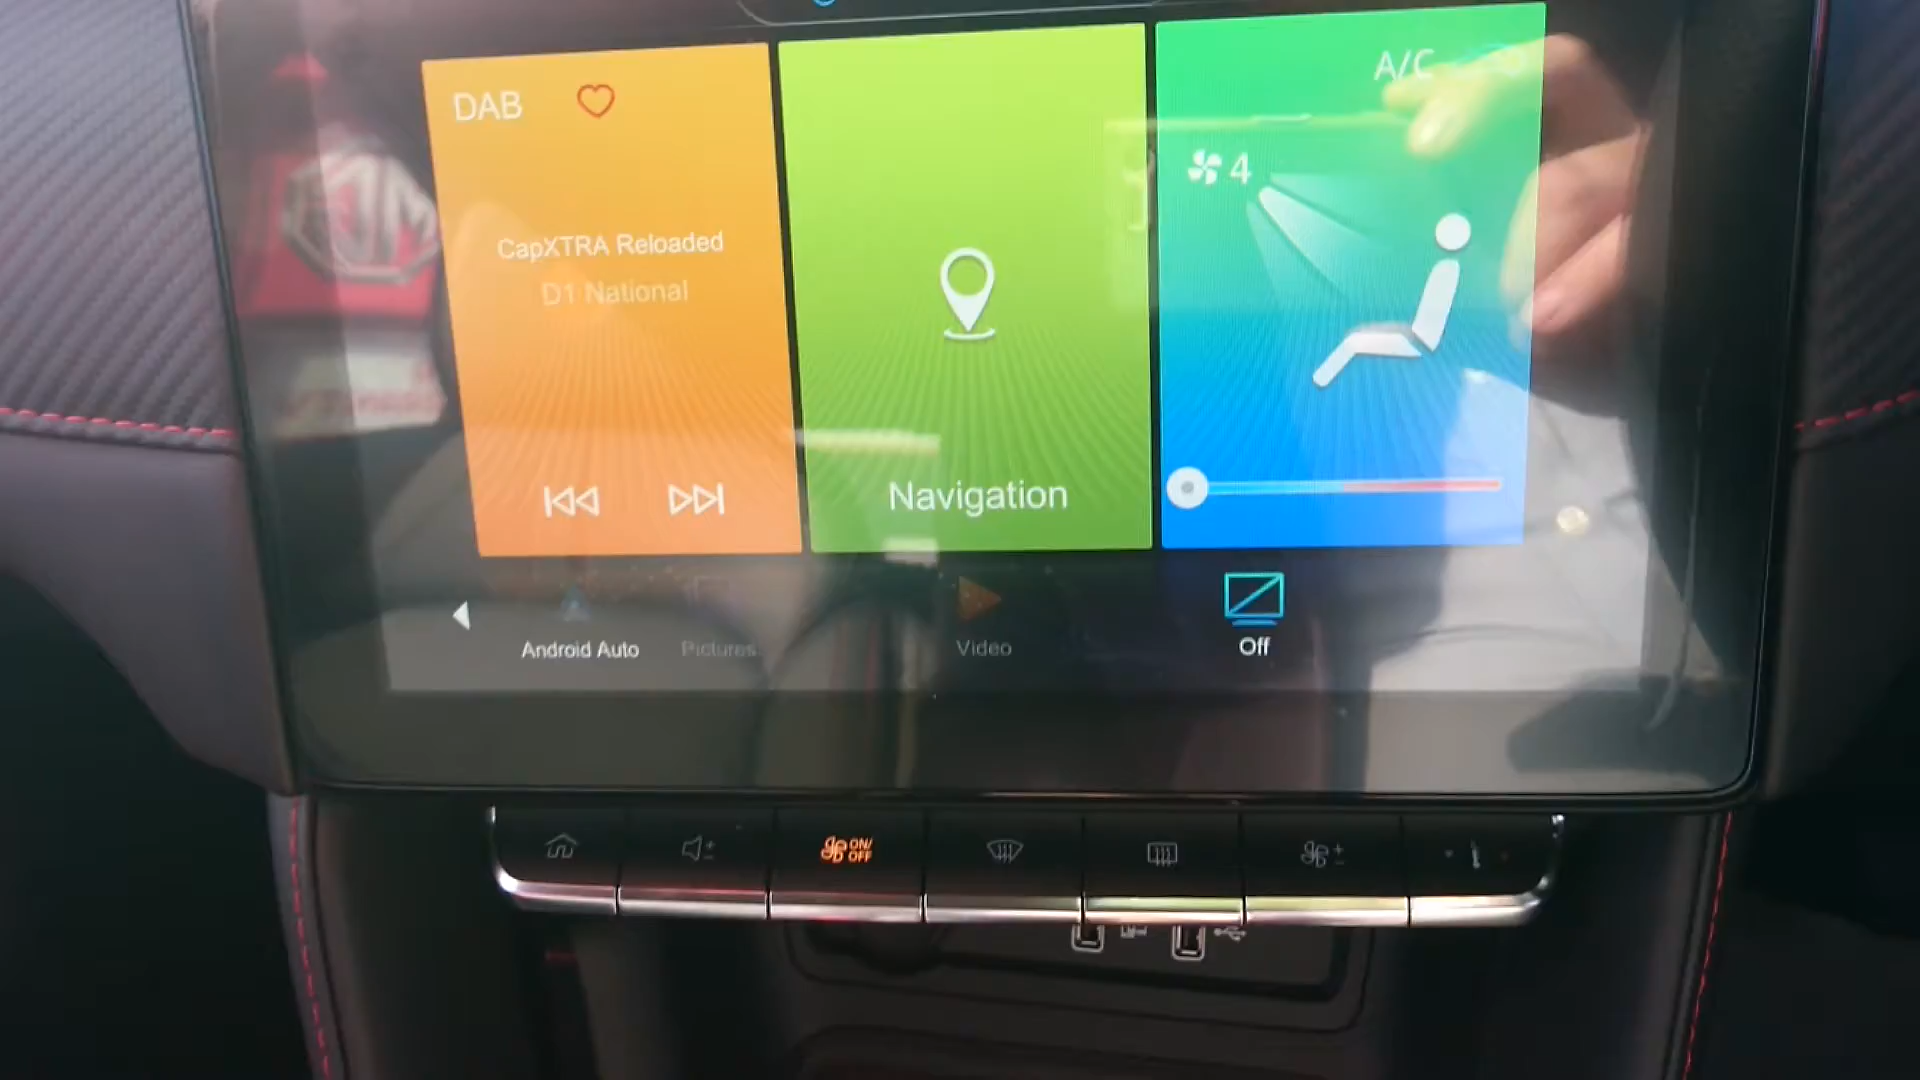 DAB
A/C
4
CapXTRA Reloaded
D1 National
Navigation
Android Auto
Pictures
Video
Off
ON/
OFF